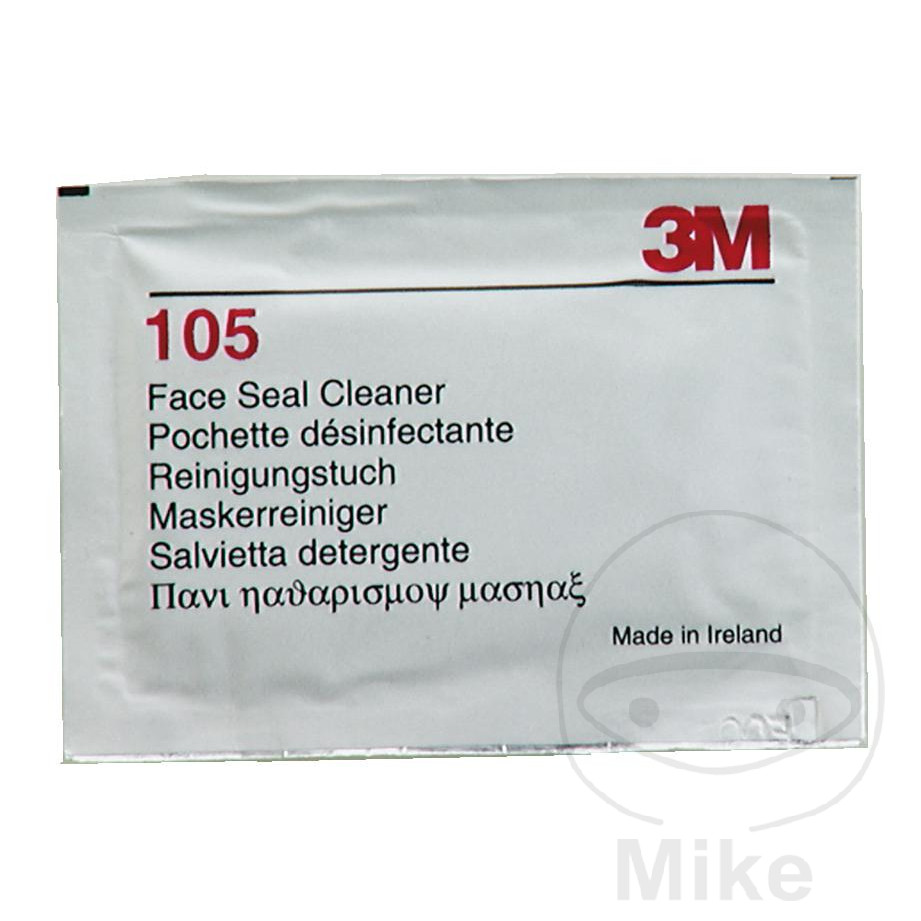 3M
105
Face Seal Cleaner
Pochette désinfectante
Reinigungstuch
Maskerreiniger
Salvietta detergente
Πανι ηαϑαρισμοψ μασηαξ
Made in Ireland
Mike